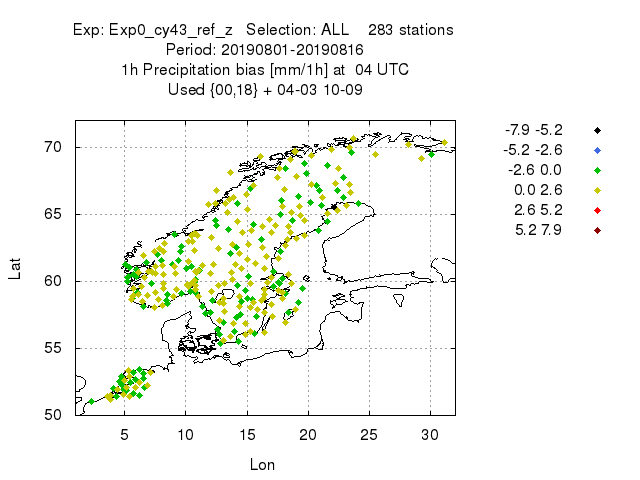 Exp: Exp0_cy43_ref_z   Selection: ALL    283 stations
Period: 20190801-20190816
1h Precipitation bias [mm/1h] at  04 UTC
Used {00,18} + 04-03 10-09
-7.9 -5.2
-5.2 -2.6
-2.6 0.0
0.0 2.6
2.6 5.2
5.2 7.9
70
65
60
55
50
Lat
5 10 15 20 25 30
Lon